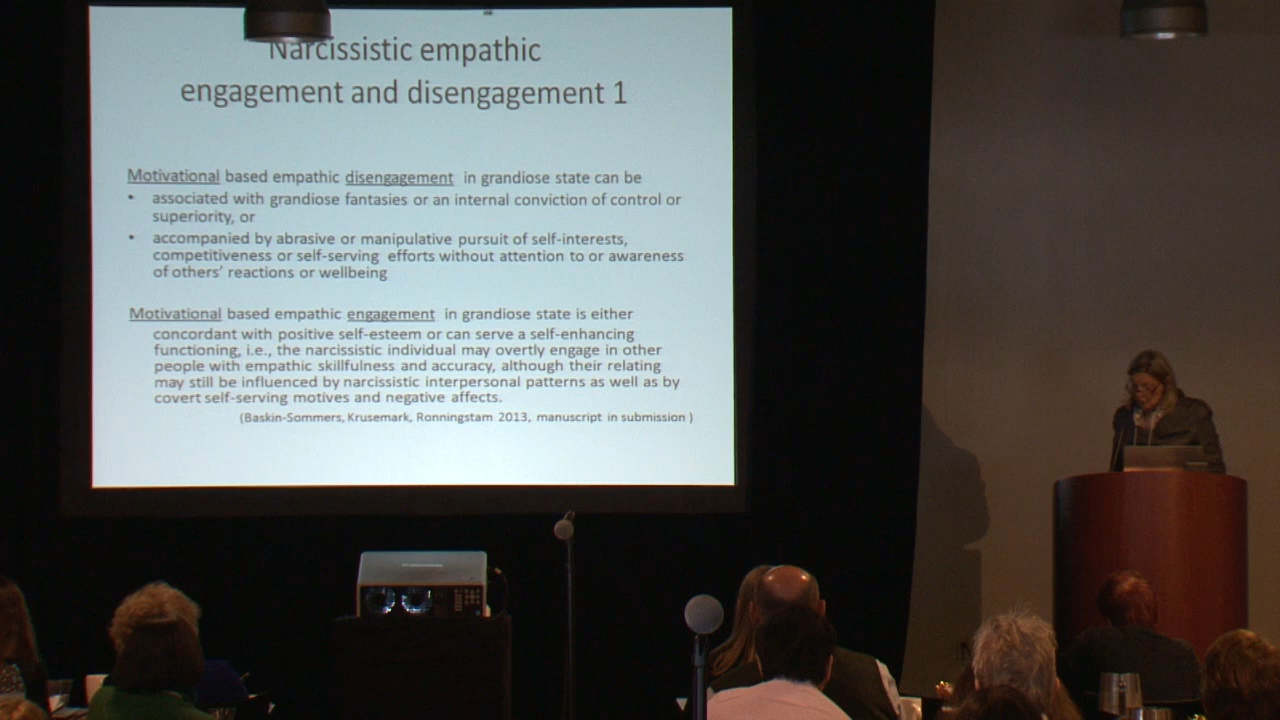 Narcissistic empathic
engagement and disengagement 1
Motivational based empathic disengagement in grandiose state can be
• associated with grandiose fantasies or an internal conviction of control or
superiority, or
• accompanied by abrasive or manipulative pursuit of self-interests,
competitiveness or self-serving efforts without attention to or awareness
of others' reactions or wellbeing
Motivational based empathic engagement in grandiose state is either
concordant with positive self-esteem or can serve a self-enhancing
functioning, i.e., the narcissistic individual may overtly engage in other
people with empathic skillfulness and accuracy, although their relating
may still be influenced by narcissistic interpersonal patterns as well as by
covert self-serving motives and negative affects.
(Baskin-Sommers, Krusemark, Ronningstam 2013, manuscript in submission )